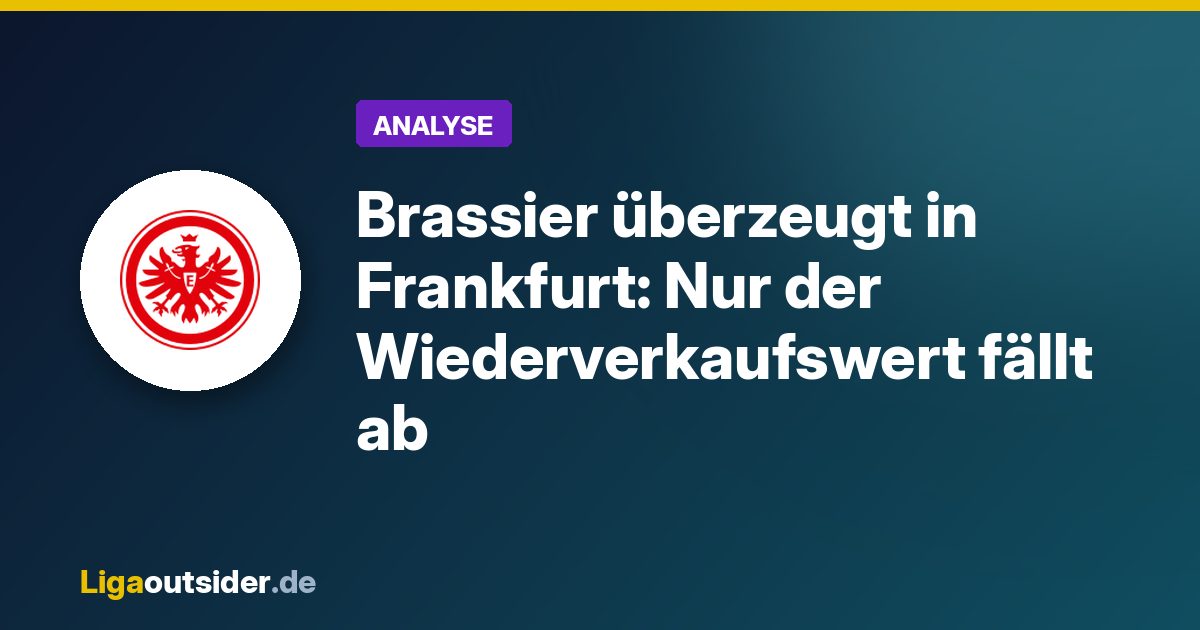 ANALYSE
Brassier überzeugt in
Frankfurt: Nur der
Wiederverkaufswert fällt
ab
E
Ligaoutsider.de